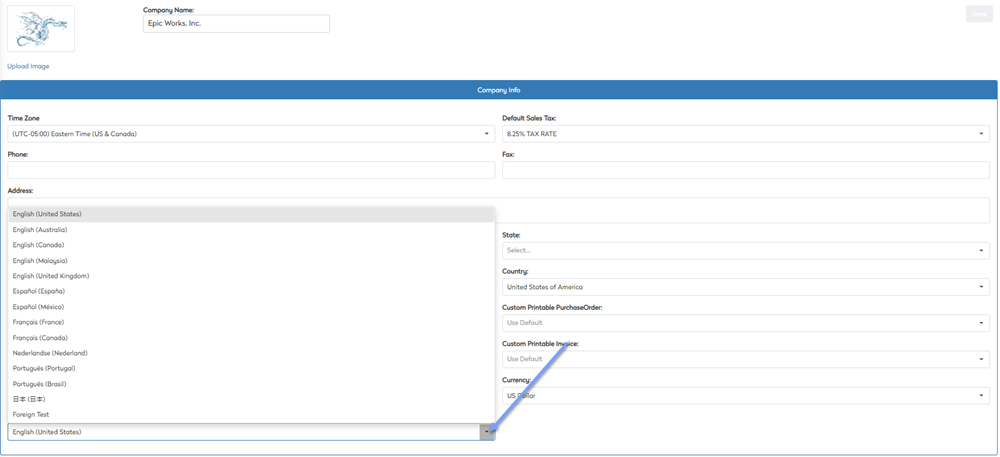 Company Name:
Epic Works, Inc.
Save
Upload Image
Company Info
Time Zone
Default Sales Tax:
(UTC-05:00) Eastern Time (US & Canada)
8.25% TAX RATE
Phone:
Fax:
Address:
English (United States)
English (Australia)
English (Canada)
English (Malaysia)
English (United Kingdom)
Español (España)
Español (México)
Français (France)
Français (Canada)
Nederlandse (Nederland)
Português (Portugal)
Português (Brasil)
日本 (日本)
Foreign Test
English (United States)
State:
Select...
Country:
United States of America
Custom Printable PurchaseOrder:
Use Default
Custom Printable Invoice:
Use Default
Currency:
US Dollar